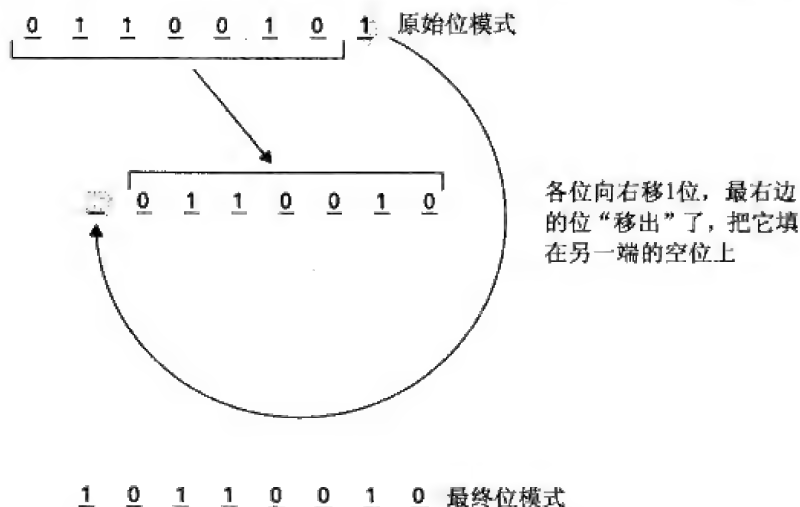 0 1 1 0 0 1 0 1 原始位模式
0 1 1 0 0 1 0
各位向右移1位，最右边
的位“移出”了，把它填
在另一端的空位上
1 0 1 1 0 0 1 0 最终位模式